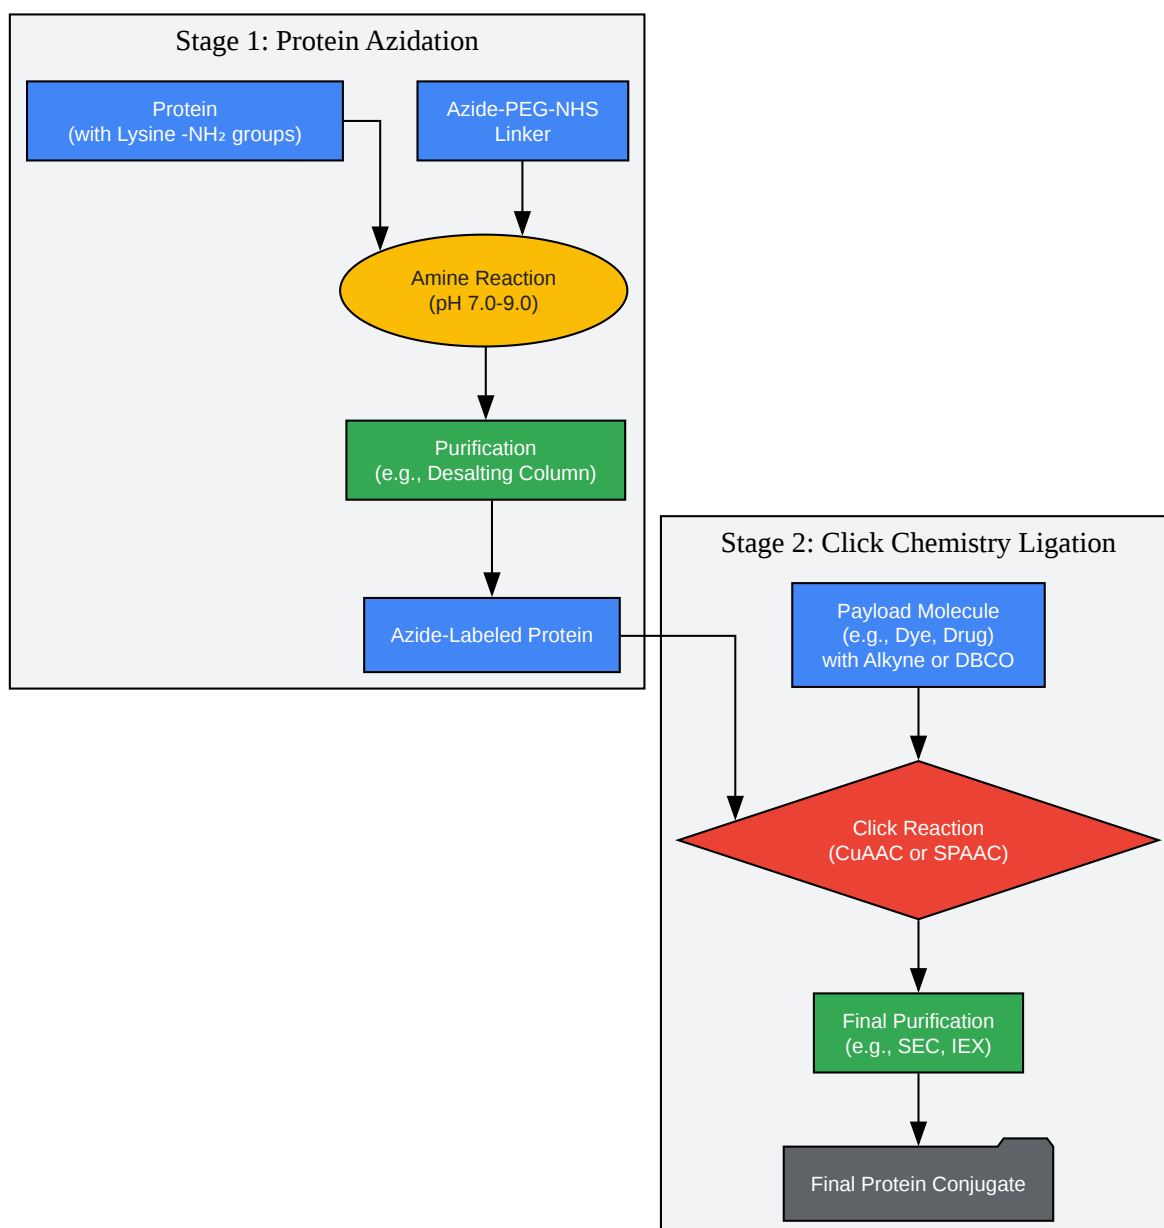 Stage 1: Protein Azidation
Protein
(with Lysine -NH₂ groups)
Azide-PEG-NHS
Linker
Amine Reaction
(pH 7.0-9.0)
Purification
(e.g., Desalting Column)
Azide-Labeled Protein
Stage 2: Click Chemistry Ligation
Payload Molecule
(e.g., Dye, Drug)
with Alkyne or DBCO
Click Reaction
(CuAAC or SPAAC)
Final Purification
(e.g., SEC, IEX)
Final Protein Conjugate